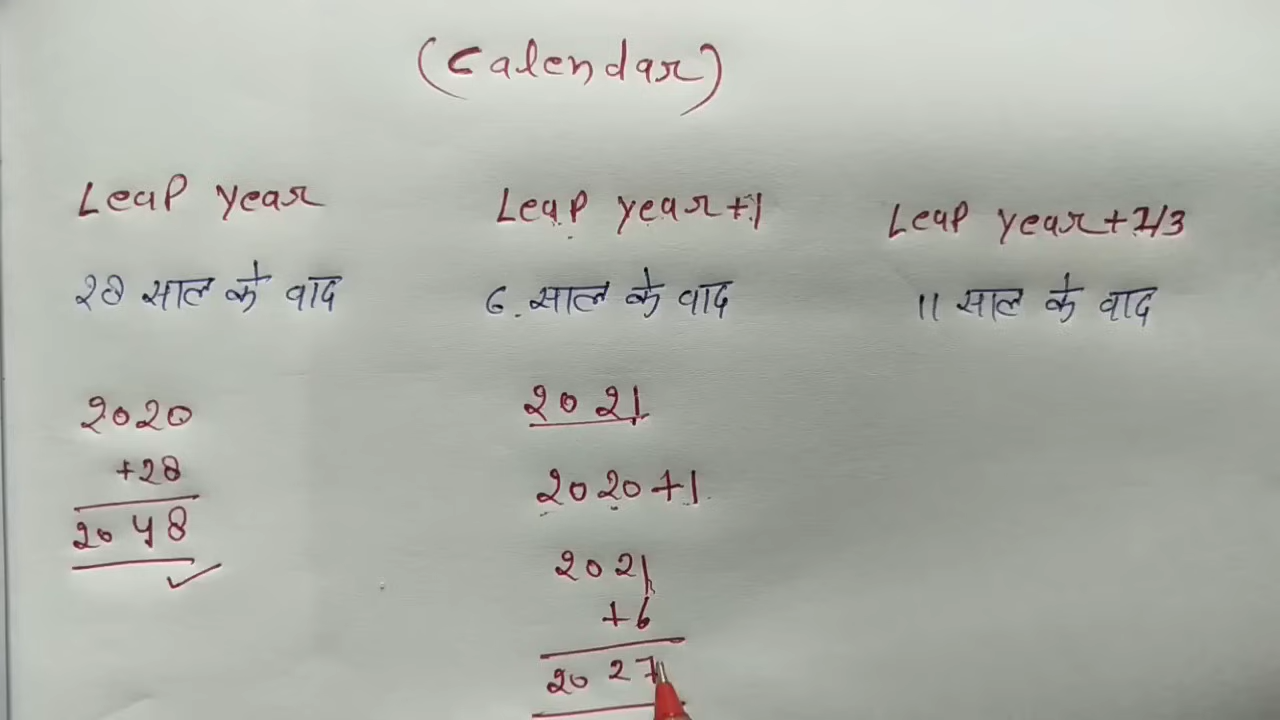 (Calendar)
Leap year
28 साल के वाद
2020
+28
2048
Leap year+1
6. साल के वाद
2021
2020+1
2021
+6
2027
Leap year+2/3
11 साल के वाद